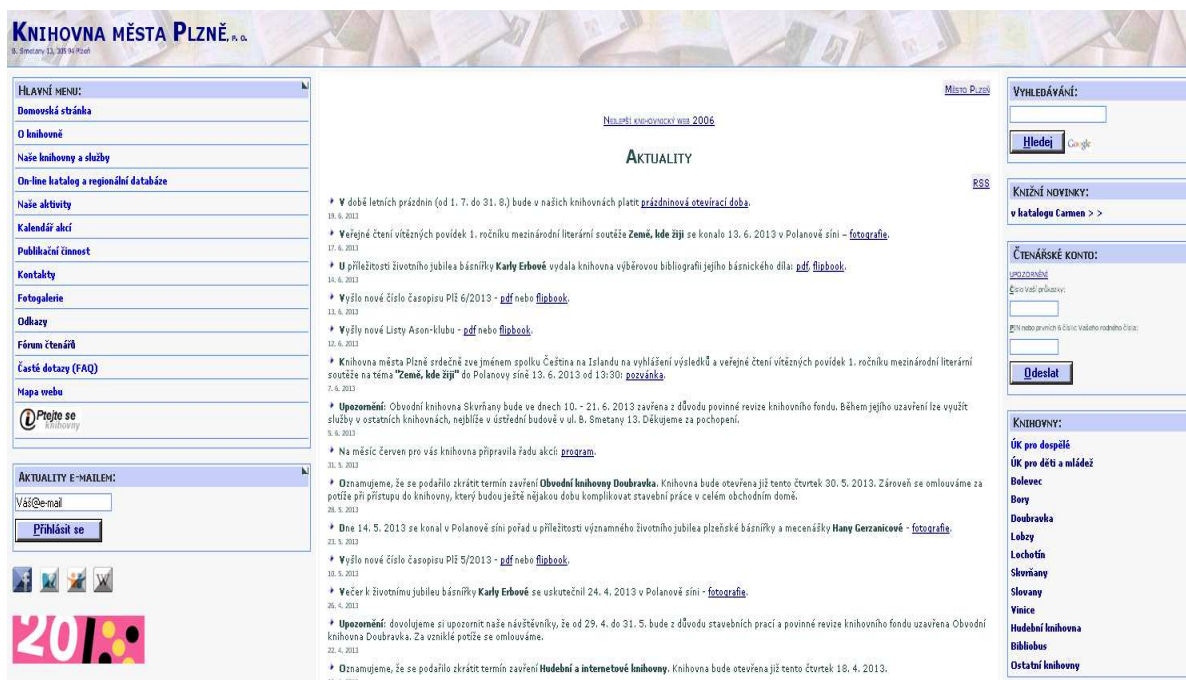 KNIHOVNA MĚSTA PLZNĚ, P. O.
B. Smetany 13, 305 94 Plzeň
HLAVNÍ MENU:
Domovská stránka
O knihovně
Naše knihovny a služby
On-line katalog a regionální databáze
Naše aktivity
Kalendář akcí
Publikační činnost
Kontakty
Fotogalerie
Odkazy
Fórum čtenářů
Časté dotazy (FAQ)
Mapa webu
Ptejte se
knihovny
AKTUALITY E-MAILEM:
Váš@e-mail
Přihlásit se
20
MĚSTO PLZEŇ
NEJLEPŠÍ KNIHOVNICKÝ WEB 2006
AKTUALITY
RSS
V době letních prázdnin (od 1. 7. do 31. 8.) bude v našich knihovnách platit prázdninová otevírací doba.
19. 6. 2013
Veřejné čtení vítězných povídek 1. ročníku mezinárodní literární soutěže Země, kde žiji se konalo 13. 6. 2013 v Polanově síni – fotografie.
17. 6. 2013
U příležitosti životního jubilea básnířky Karly Erbové vydala knihovna výběrovou bibliografii jejího básnického díla: pdf, flipbook.
14. 6. 2013
Vyšlo nové číslo časopisu Plž 6/2013 - pdf nebo flipbook.
13. 6. 2013
Vyšly nové Listy Ason-klubu - pdf nebo flipbook.
12. 6. 2013
Knihovna města Plzně srdečně zve jménem spolku Čeština na Islandu na vyhlášení výsledků a veřejné čtení vítězných povídek 1. ročníku mezinárodní literární
soutěže na téma "Země, kde žiji" do Polanovy síně 13. 6. 2013 od 13:30: pozvánka.
7. 6. 2013
Upozornění: Obvodní knihovna Skvrňany bude ve dnech 10. - 21. 6. 2013 zavřena z důvodu povinné revize knihovního fondu. Během jejího uzavření lze využít
služby v ostatních knihovnách, nejblíže v ústřední budově v ul. B. Smetany 13. Děkujeme za pochopení.
5. 6. 2013
Na měsíc červen pro vás knihovna připravila řadu akcí: program.
31. 5. 2013
Oznamujeme, že se podařilo zkrátit termín zavření Obvodní knihovny Doubravka. Knihovna bude otevřena již tento čtvrtek 30. 5. 2013. Zároveň se omlouváme za
potíže při přístupu do knihovny, který budou ještě nějakou dobu komplikovat stavební práce v celém obchodním domě.
28. 5. 2013
Dne 14. 5. 2013 se konal v Polanově síni pořad u příležitosti významného životního jubilea plzeňské básnířky a mecenášky Hany Gerzanicové - fotografie.
23. 5. 2013
Vyšlo nové číslo časopisu Plž 5/2013 - pdf nebo flipbook.
10. 5. 2013
Večer k životnímu jubileu básnířky Karly Erbové se uskutečnil 24. 4. 2013 v Polanově síni - fotografie.
26. 4. 2013
Upozornění: dovolujeme si upozornit naše návštěvníky, že od 29. 4. do 31. 5. bude z důvodu stavebních prací a povinné revize knihovního fondu uzavřena Obvodní
knihovna Doubravka. Za vzniklé potíže se omlouváme.
22. 4. 2013
Oznamujeme, že se podařilo zkrátit termín zavření Hudební a internetové knihovny. Knihovna bude otevřena již tento čtvrtek 18. 4. 2013.
VYHLEDÁVÁNÍ:
Hledej
Google
KNIŽNÍ NOVINKY:
v katalogu Carmen > >
ČTENÁŘSKÉ KONTO:
UPOZORNĚNÍ
Číslo Vaší průkazky:
PIN nebo prvních 6 číslic Vašeho rodného čísla:
Odeslat
KNIHOVNY:
ÚK pro dospělé
ÚK pro děti a mládež
Bolevec
Bory
Doubravka
Lobzy
Lochotín
Skvrňany
Slovany
Vinice
Hudební knihovna
Bibliobus
Ostatní knihovny